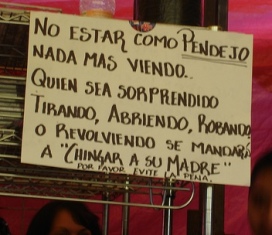 NO ESTAR COMO PENDEJO
NADA MAS VIENDO..
QUIEN SEA SORPRENDIDO
TIRANDO, ABRIENDO, ROBANDO
O REVOLVIENDO SE MANDARÁ
A "CHINGAR A SU MADRE"
POR FAVOR EVITE LA PENA.